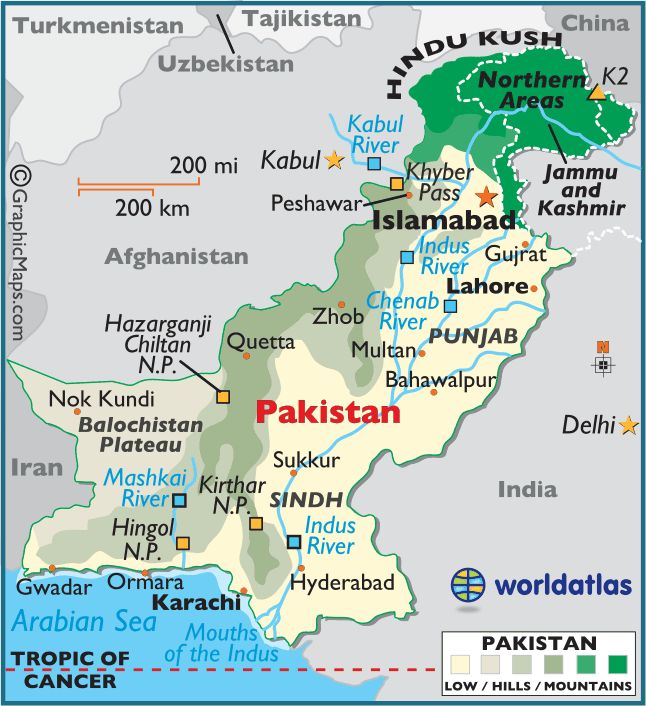 Turkmenistan
Tajikistan
China
Uzbekistan
HINDU KUSH
Northern
Areas
K2
Kabul
River
200 mi
200 km
Kabul
Khyber
Pass
Peshawar
Jammu
and
Kashmir
Islamabad
© GraphicMaps.com
Afghanistan
Indus
River
Gujrat
Lahore
Chenab
River
Zhob
PUNJAB
Hazarganji
Chiltan
N.P.
Quetta
Multan
N
Bahawalpur
Nok Kundi
Pakistan
Balochistan
Plateau
Delhi
Iran
Sukkur
Mashkai
River
Kirthar
N.P.
SINDH
India
Hingol
N.P.
Indus
River
Gwadar
Ormara
Hyderabad
Karachi
worldatlas
Arabian Sea
Mouths
of the Indus
TROPIC OF
CANCER
PAKISTAN
LOW / HILLS / MOUNTAINS